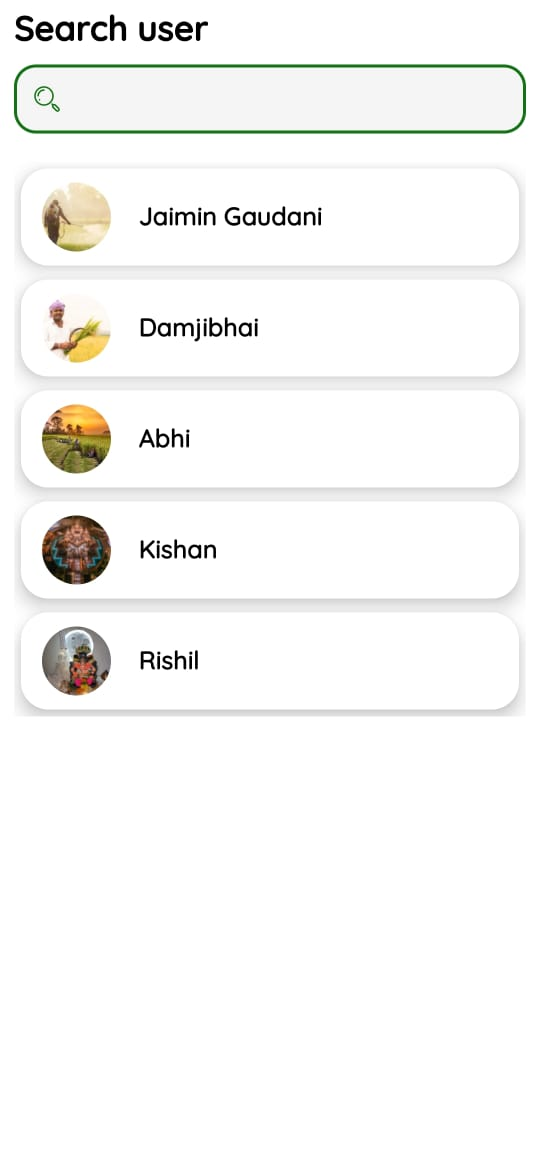 Search user
Jaimin Gaudani
Damjibhai
Abhi
Kishan
Rishil